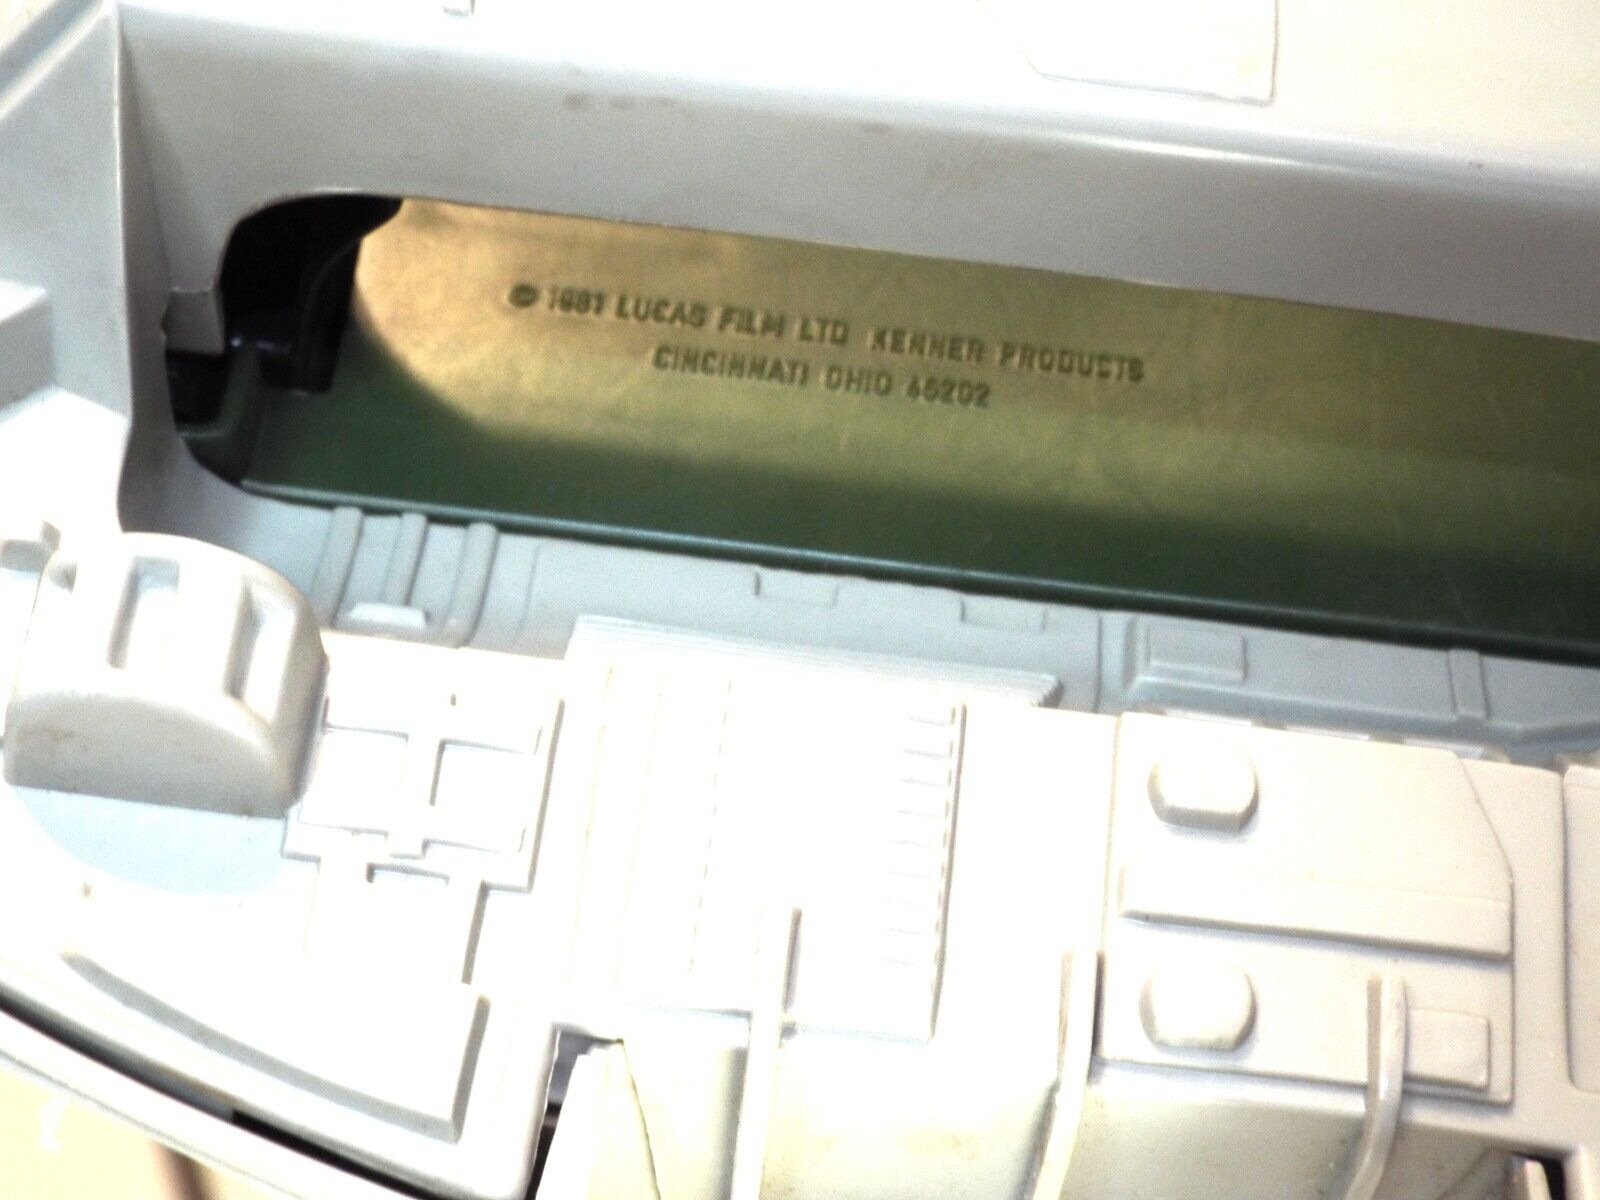 © 1981 LUCAS FILM LTD KENNER PRODUCTS
CINCINNATI OHIO 45202